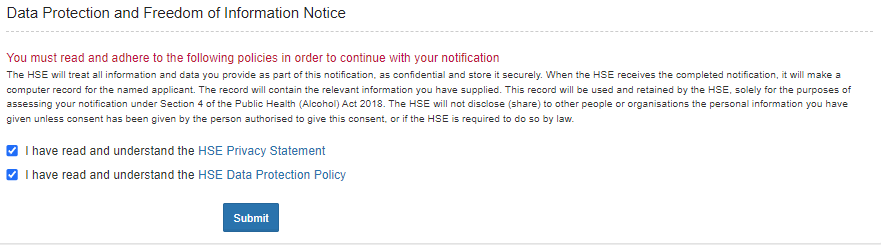 Data Protection and Freedom of Information Notice
You must read and adhere to the following policies in order to continue with your notification
The HSE will treat all information and data you provide as part of this notification, as confidential and store it securely. When the HSE receives the completed notification, it will make a
computer record for the named applicant. The record will contain the relevant information you have supplied. This record will be used and retained by the HSE, solely for the purposes of
assessing your notification under Section 4 of the Public Health (Alcohol) Act 2018. The HSE will not disclose (share) to other people or organisations the personal information you have
given unless consent has been given by the person authorised to give this consent, or if the HSE is required to do so by law.
I have read and understand the HSE Privacy Statement
I have read and understand the HSE Data Protection Policy
Submit